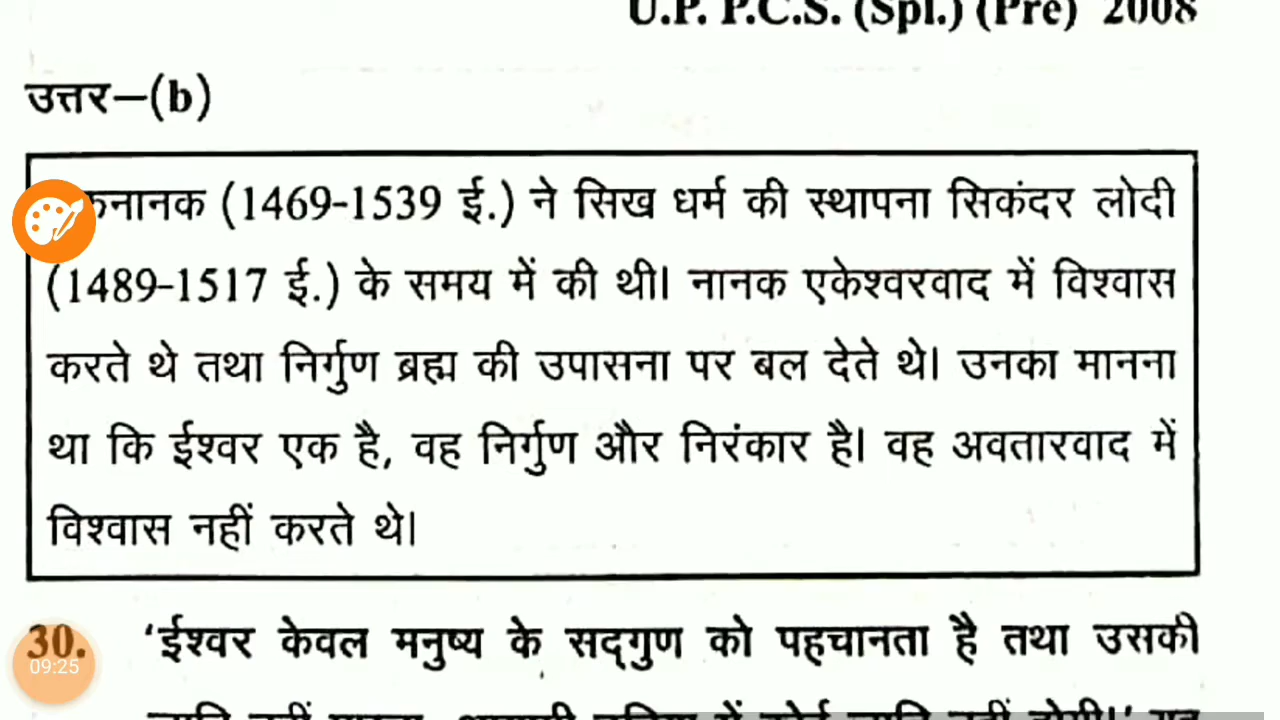 U.P. P.C.S. (Spl.) (Pre) 2008
उत्तर–(b)
(1469-1539 ई.) ने सिख धर्म की स्थापना सिकंदर लोदी
(1489-1517 ई.) के समय में की थी। नानक एकेश्वरवाद में विश्वास
करते थे तथा निर्गुण ब्रह्म की उपासना पर बल देते थे। उनका मानना
था कि ईश्वर एक है, वह निर्गुण और निरंकार है। वह अवतारवाद में
विश्वास नहीं करते थे।
30. 'ईश्वर केवल मनुष्य के सद्‌गुण को पहचानता है तथा उसकी
09:25